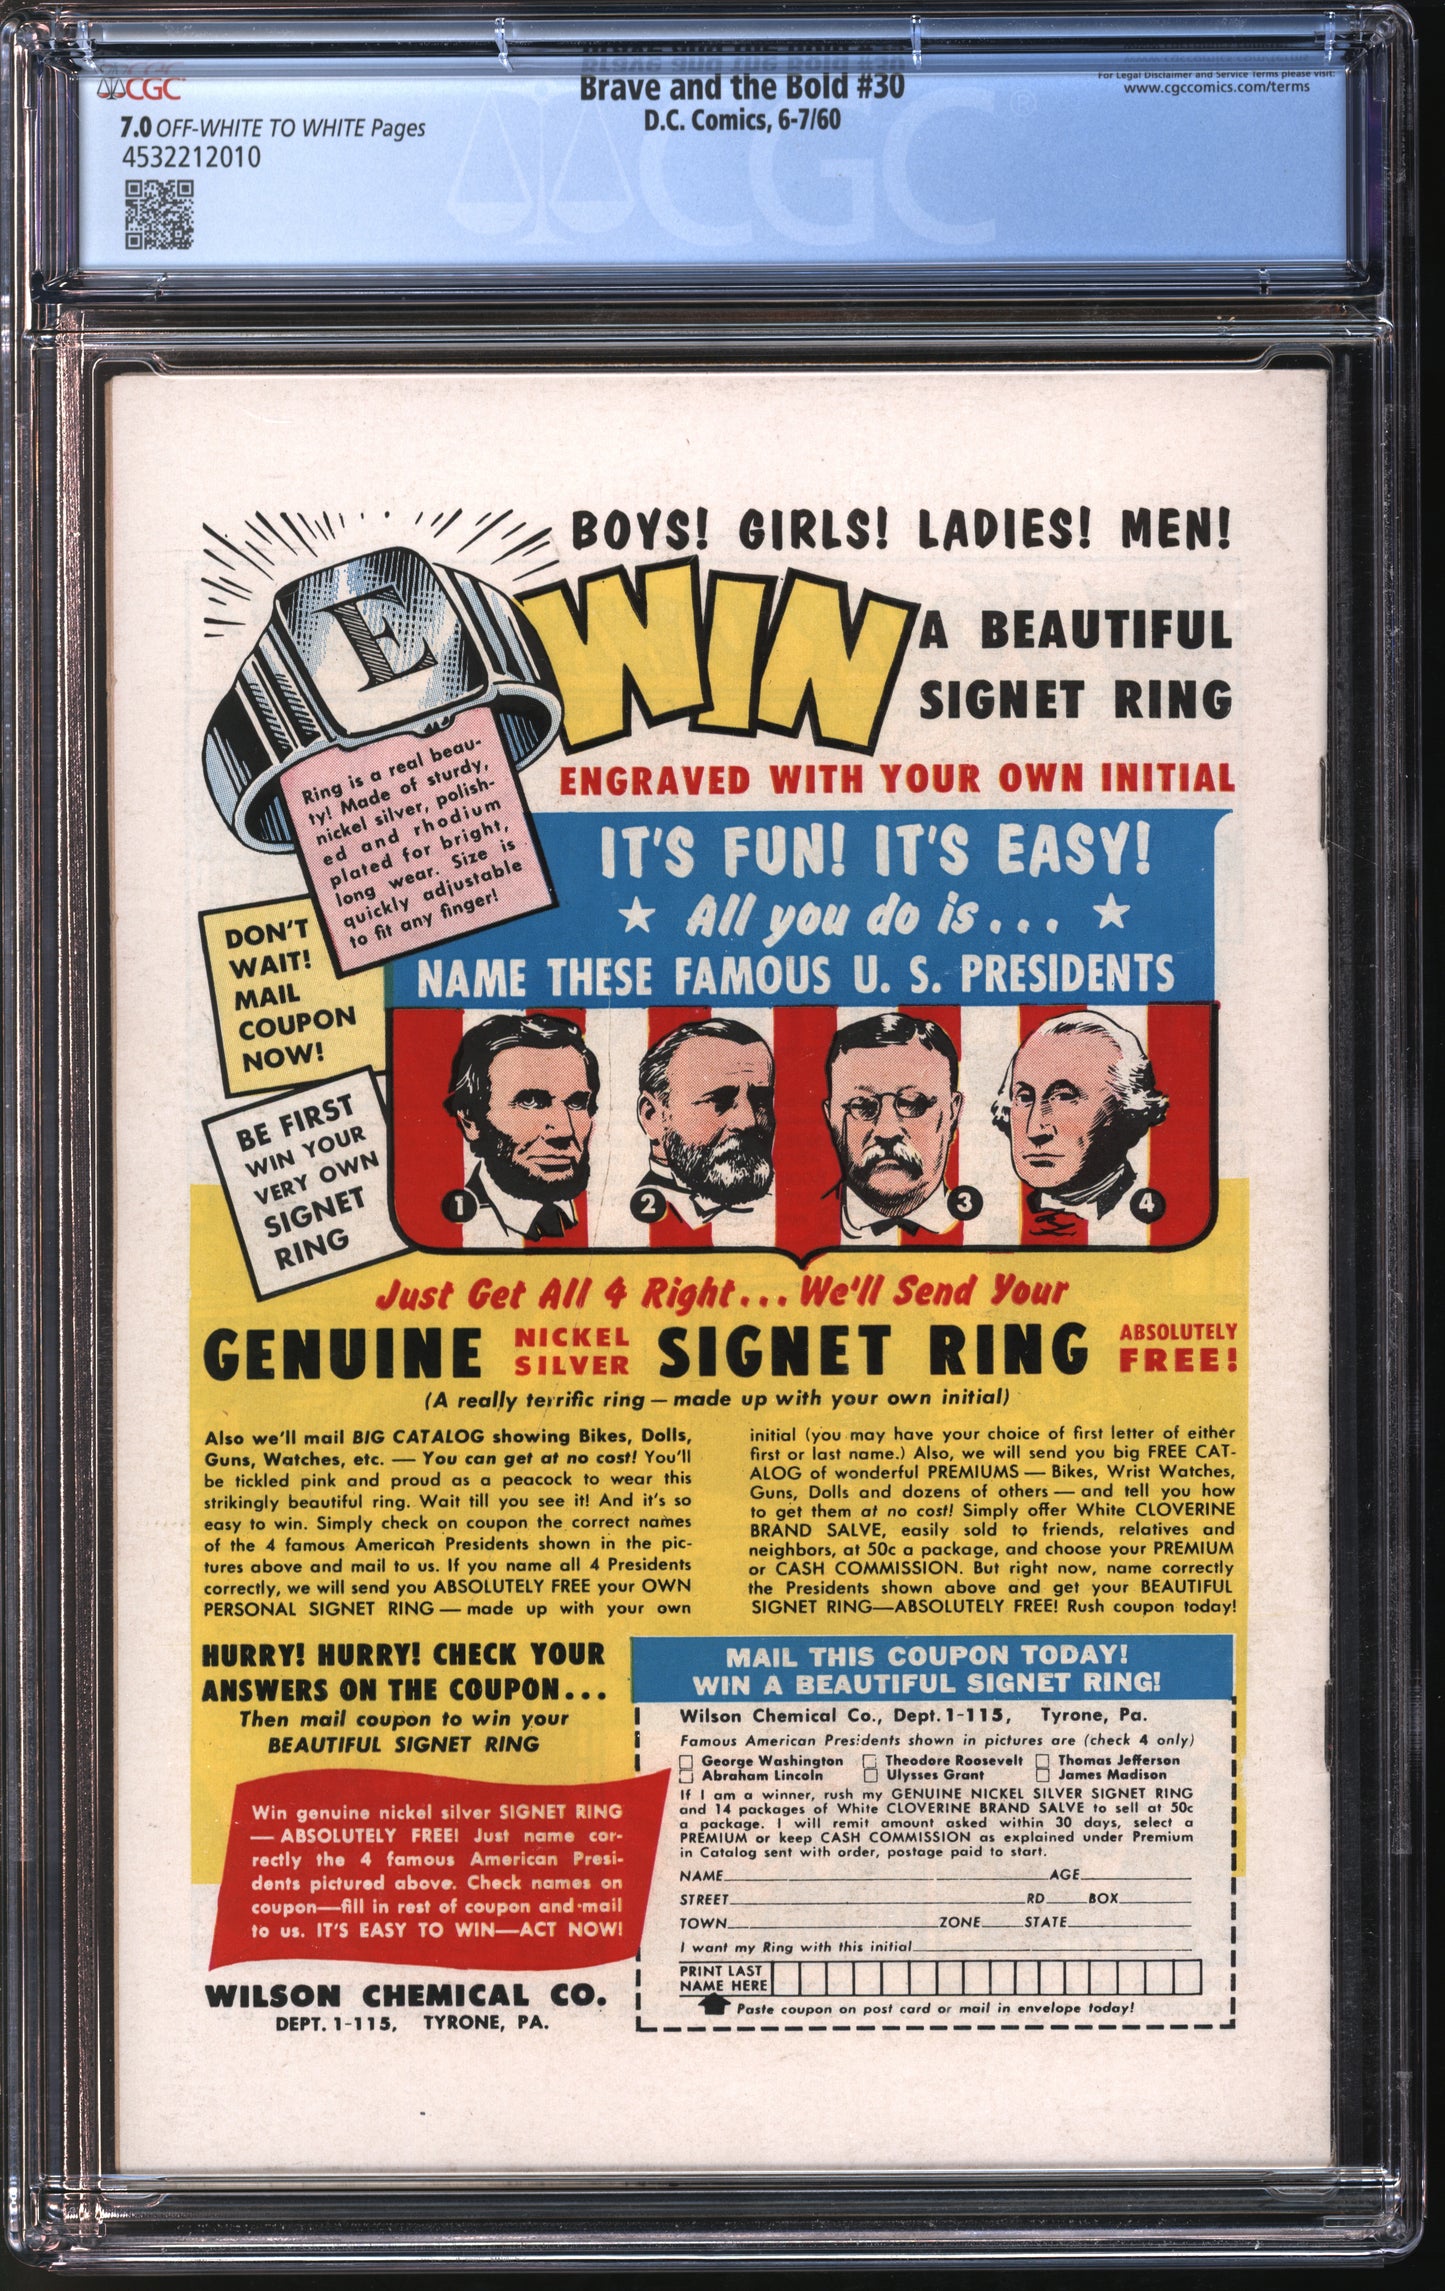 CGC
Brave and the Bold #30
D.C. Comics, 6-7/60
For Legal Disclaimer and Service Terms please visit:
www.cgccomics.com/terms
7.0 OFF-WHITE TO WHITE Pages
4532212010
CGC
BOYS! GIRLS! LADIES! MEN!
E
WIN
A BEAUTIFUL
SIGNET RING
ENGRAVED WITH YOUR OWN INITIAL
Ring is a real beau-
ty! Made of sturdy,
nickel silver, polish-
ed and rhodium
plated for bright,
long wear. Size is
quickly adjustable
to fit any finger!
IT'S FUN! IT'S EASY!
★ All you do is... ★
NAME THESE FAMOUS U. S. PRESIDENTS
DON'T
WAIT!
MAIL
COUPON
NOW!
BE FIRST
WIN YOUR
VERY OWN
SIGNET
RING
1 2 3 4
Just Get All 4 Right... We'll Send Your
GENUINE NICKEL SILVER SIGNET RING ABSOLUTELY FREE!
(A really terrific ring — made up with your own initial)
Also we'll mail BIG CATALOG showing Bikes, Dolls,
Guns, Watches, etc. — You can get at no cost! You'll
be tickled pink and proud as a peacock to wear this
strikingly beautiful ring. Wait till you see it! And it's so
easy to win. Simply check on coupon the correct names
of the 4 famous American Presidents shown in the pic-
tures above and mail to us. If you name all 4 Presidents
correctly, we will send you ABSOLUTELY FREE your OWN
PERSONAL SIGNET RING — made up with your own
initial (you may have your choice of first letter of either
first or last name.) Also, we will send you big FREE CAT-
ALOG of wonderful PREMIUMS — Bikes, Wrist Watches,
Guns, Dolls and dozens of others — and tell you how
to get them at no cost! Simply offer White CLOVERINE
BRAND SALVE, easily sold to friends, relatives and
neighbors, at 50c a package, and choose your PREMIUM
or CASH COMMISSION. But right now, name correctly
the Presidents shown above and get your BEAUTIFUL
SIGNET RING—ABSOLUTELY FREE! Rush coupon today!
HURRY! HURRY! CHECK YOUR
ANSWERS ON THE COUPON...
Then mail coupon to win your
BEAUTIFUL SIGNET RING
Win genuine nickel silver SIGNET RING
— ABSOLUTELY FREE! Just name cor-
rectly the 4 famous American Presi-
dents pictured above. Check names on
coupon—fill in rest of coupon and mail
to us. IT'S EASY TO WIN—ACT NOW!
WILSON CHEMICAL CO.
DEPT. 1-115, TYRONE, PA.
MAIL THIS COUPON TODAY!
WIN A BEAUTIFUL SIGNET RING!
Wilson Chemical Co., Dept. 1-115, Tyrone, Pa.
Famous American Presidents shown in pictures are (check 4 only)
□ George Washington □ Theodore Roosevelt □ Thomas Jefferson
□ Abraham Lincoln □ Ulysses Grant □ James Madison
If I am a winner, rush my GENUINE NICKEL SILVER SIGNET RING
and 14 packages of White CLOVERINE BRAND SALVE to sell at 50c
a package. I will remit amount asked within 30 days, select a
PREMIUM or keep CASH COMMISSION as explained under Premium
in Catalog sent with order, postage paid to start.
NAME AGE
STREET RD BOX
TOWN ZONE STATE
I want my Ring with this initial
PRINT LAST
NAME HERE
Paste coupon on post card or mail in envelope today!